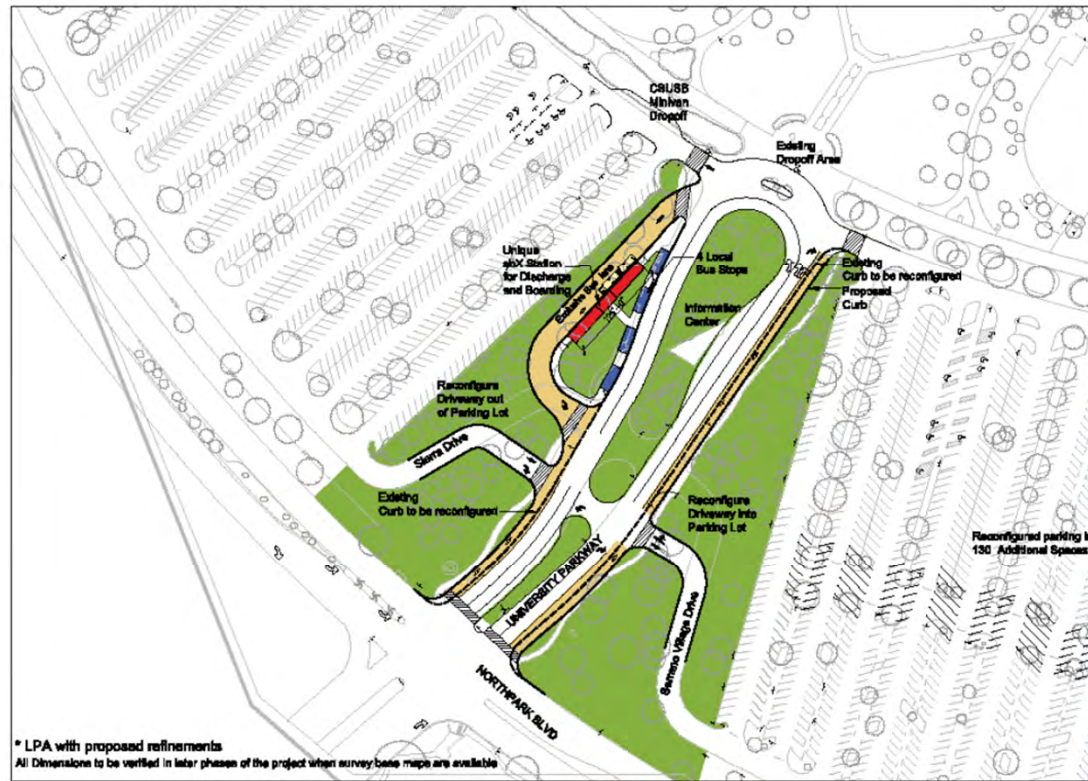 CSUSB
Minivan
Dropoff
Existing
Dropoff Area
Unique
sbX Station
for Discharge
and Boarding
Exclusive Bus lane
4 Local
Bus Stops
Existing
Curb to be reconfigured
Proposed
Curb
Information
Center
Reconfigure
Driveway out
of Parking Lot
Sierra Drive
Existing
Curb to be reconfigured
Reconfigure
Driveway into
Parking Lot
Reconfigured parking
130 Additional Spaces
UNIVERSITY PARKWAY
Serrano Village Drive
NORTHPARK BLVD
* LPA with proposed refinements
All Dimensions to be verified in later phases of the project when survey base maps are available